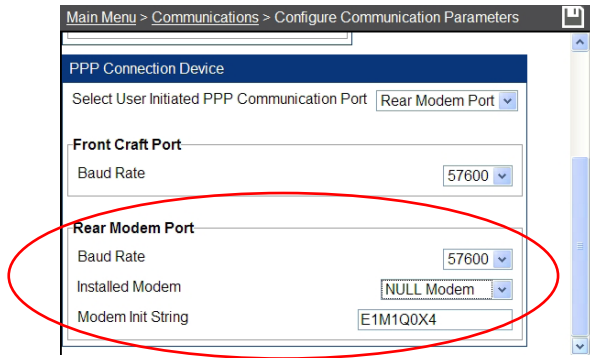 Main Menu > Communications > Configure Communication Parameters
PPP Connection Device
Select User Initiated PPP Communication Port Rear Modem Port
Front Craft Port
Baud Rate 57600
Rear Modem Port
Baud Rate 57600
Installed Modem NULL Modem
Modem Init String E1M1Q0X4